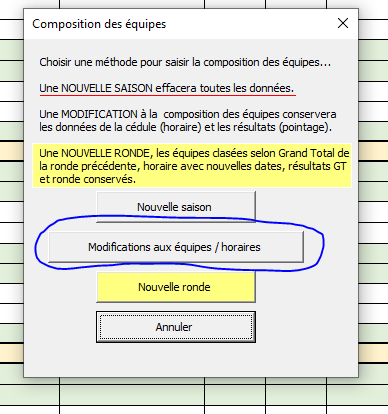 Composition des équipes
Choisir une méthode pour saisir la composition des équipes...
Une NOUVELLE SAISON effacera toutes les données.
Une MODIFICATION à la composition des équipes conservera
les données de la cédule (horaire) et les résultats (pointage).
Une NOUVELLE RONDE, les équipes clasées selon Grand Total de
la ronde précédente, horaire avec nouvelles dates, résultats GT
et ronde conservés.
Nouvelle saison
Modifications aux équipes / horaires
Nouvelle ronde
Annuler